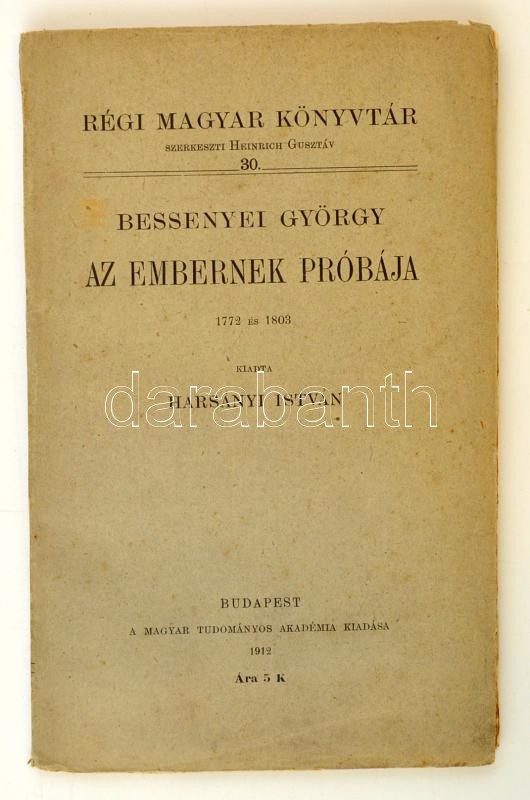 RÉGI MAGYAR KÖNYVTÁR
SZERKESZTI HEINRICH GUSZTÁV
30.
BESSENYEI GYÖRGY
AZ EMBERNEK PRÓBÁJA
1772 ÉS 1803
KIADTA
HARSÁNYI ISTVÁN
darabanth
BUDAPEST
A MAGYAR TUDOMÁNYOS AKADÉMIA KIADÁSA
1912
Ára 5 K